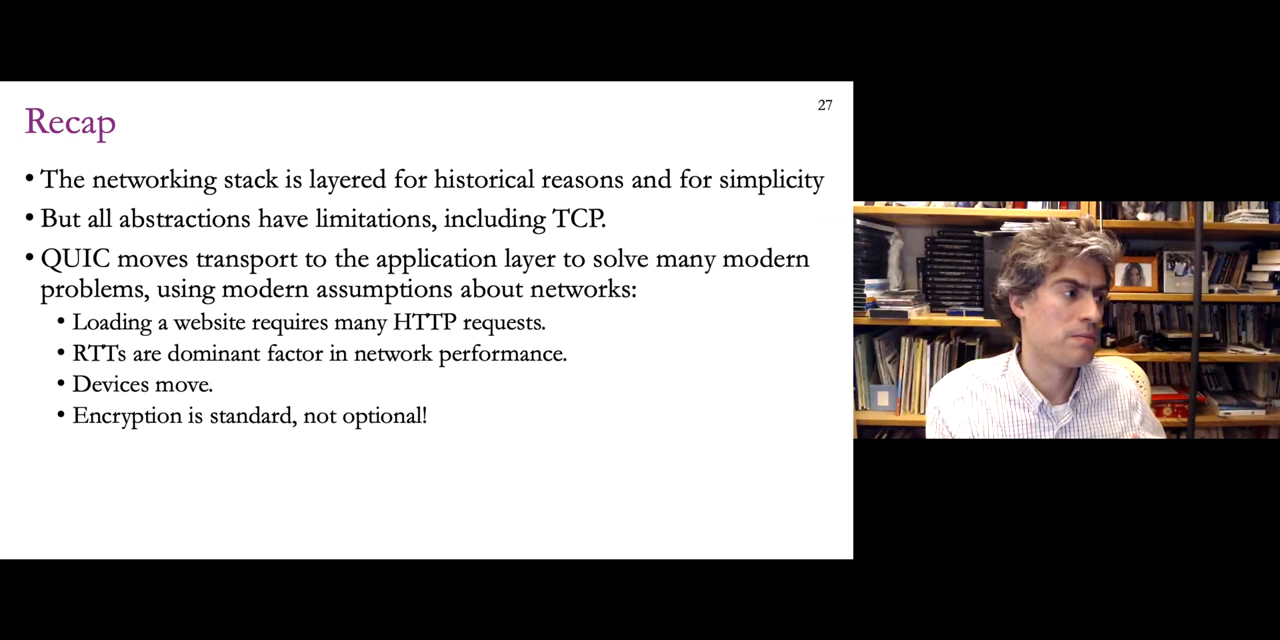 27
Recap
• The networking stack is layered for historical reasons and for simplicity
• But all abstractions have limitations, including TCP.
• QUIC moves transport to the application layer to solve many modern
problems, using modern assumptions about networks:
• Loading a website requires many HTTP requests.
• RTTs are dominant factor in network performance.
• Devices move.
• Encryption is standard, not optional!